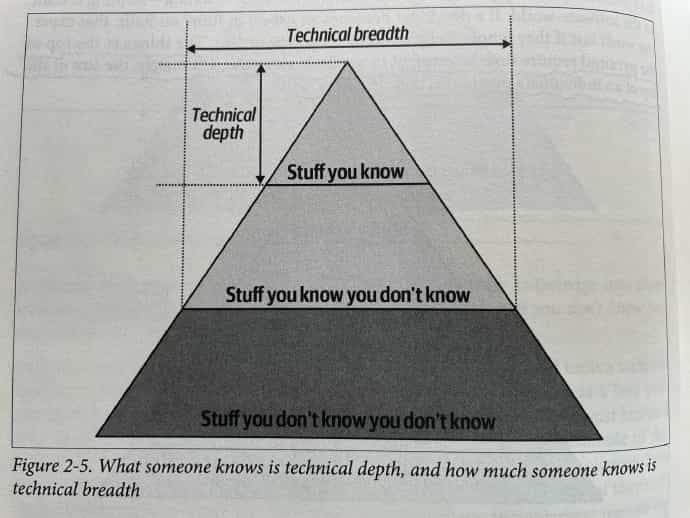 Technical breadth
Technical
depth
Stuff you know
Stuff you know you don't know
Stuff you don't know you don't know
Figure 2-5. What someone knows is technical depth, and how much someone knows is
technical breadth